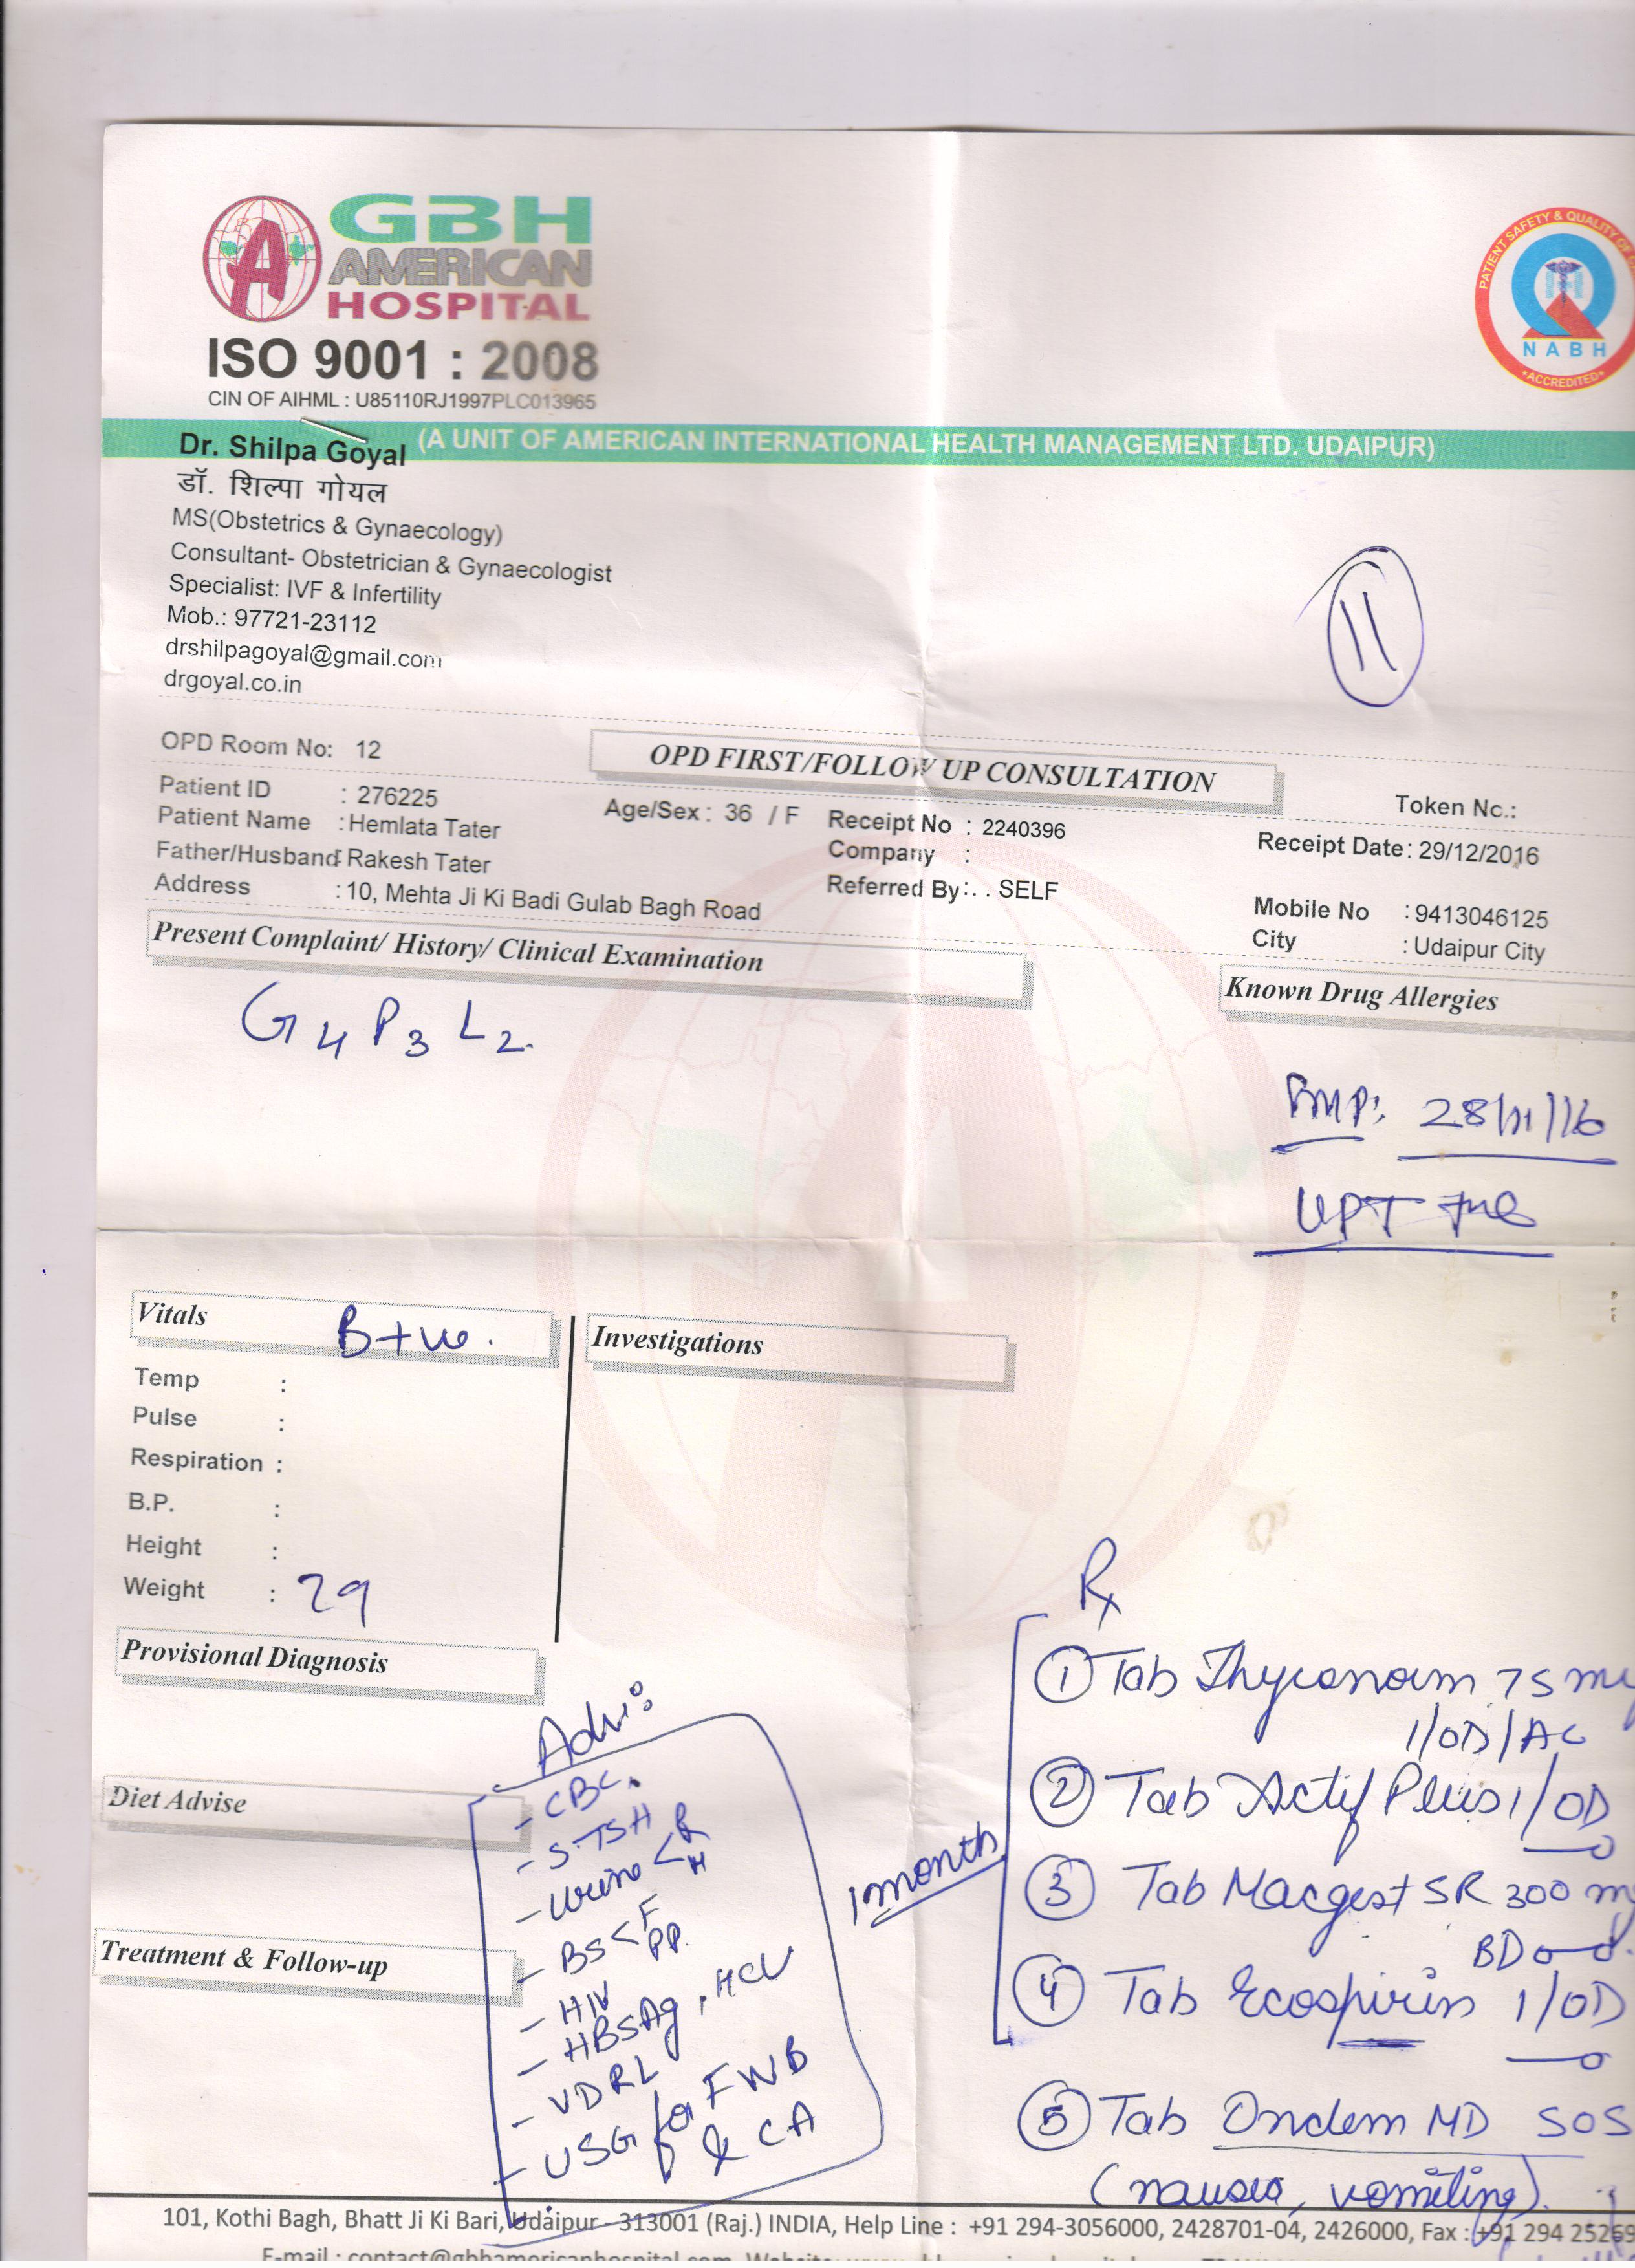 GBH
AMERICAN
HOSPITAL
ISO 9001 : 2008
CIN OF AIHML : U85110RJ1997PLC013965
PATIENT SAFETY & QUALITY OF
NABH
ACCREDITED
(A UNIT OF AMERICAN INTERNATIONAL HEALTH MANAGEMENT LTD. UDAIPUR)
Dr. Shilpa Goyal
डॉ. शिल्पा गोयल
MS(Obstetrics & Gynaecology)
Consultant- Obstetrician & Gynaecologist
Specialist: IVF & Infertility
Mob.: 97721-23112
drshilpagoyal@gmail.com
drgoyal.co.in
11
OPD Room No: 12
OPD FIRST/FOLLOW UP CONSULTATION
Token No.:
Patient ID : 276225
Patient Name : Hemlata Tater
Age/Sex : 36 / F
Receipt No : 2240396
Receipt Date: 29/12/2016
Father/Husband: Rakesh Tater
Company :
Address : 10, Mehta Ji Ki Badi Gulab Bagh Road
Referred By: . . SELF
Mobile No : 9413046125
City : Udaipur City
Present Complaint/ History/ Clinical Examination
Known Drug Allergies
G4 P3 L2.
28/11/16
UPT +ve
Vitals B+ve.
Investigations
Temp :
Pulse :
Respiration :
B.P. :
Height :
Weight :
Provisional Diagnosis
Diet Advise
Treatment & Follow-up
Adv:
- CBC.
- S.TSH
- Urine < R M
- BS < F PP.
- HIV
- HBsAg, HCV
- VDRL
- USG for FWB
& CA
1 month
Rx
① Tab Thyronorm 75 m
1/OD/AC
② Tab Actif Plus 1/OD
③ Tab Macgest SR 300 m
BD
④ Tab Ecosprin 1/OD
⑤ Tab Ondem MD SOS
(nausea, vomiting).
101, Kothi Bagh, Bhatt Ji Ki Bari, Udaipur - 313001 (Raj.) INDIA, Help Line : +91 294-3056000, 2428701-04, 2426000, Fax : +91 294 25269